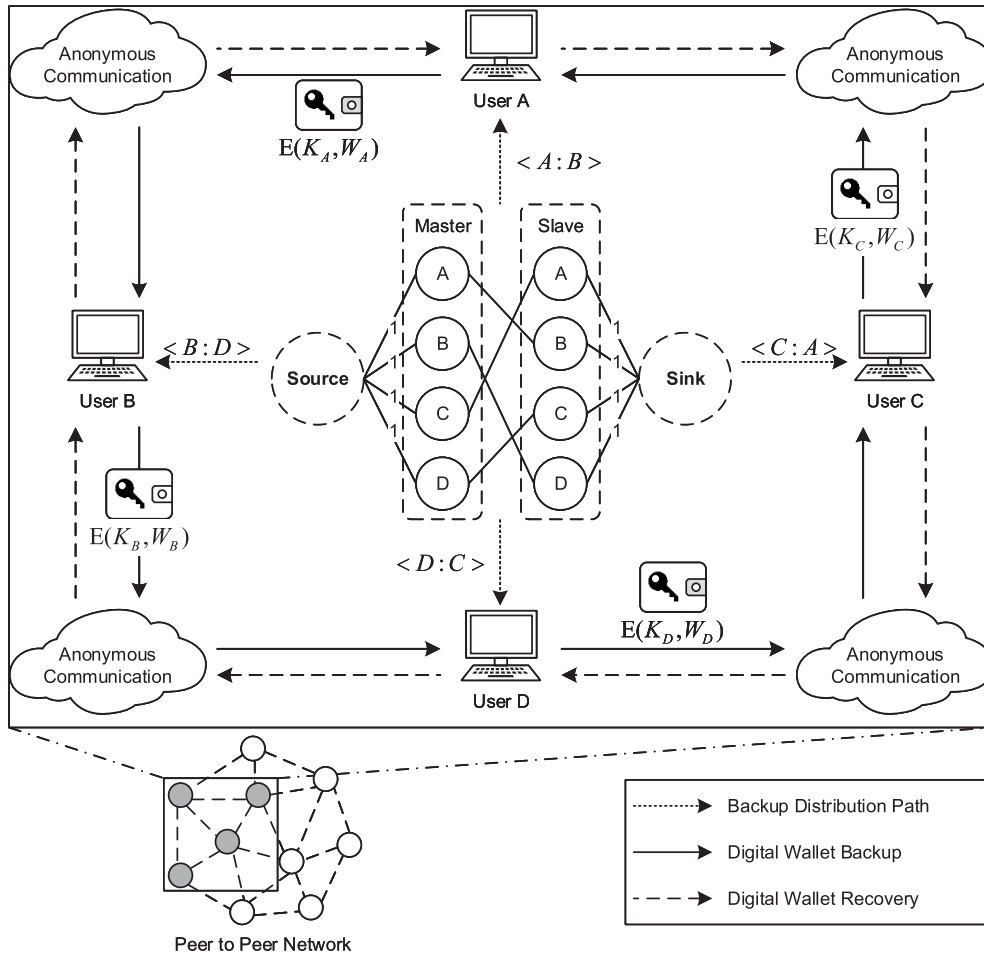 Anonymous
Communication
User A
Anonymous
Communication
E(K_A,W_A)
< A : B >
E(K_C,W_C)
Master
Slave
A
A
B
B
C
C
D
D
1
1
1
1
1
1
Source
Sink
< B : D >
< C : A >
User B
User C
E(K_B,W_B)
< D : C >
E(K_D,W_D)
Anonymous
Communication
User D
Anonymous
Communication
Peer to Peer Network
Backup Distribution Path
Digital Wallet Backup
Digital Wallet Recovery